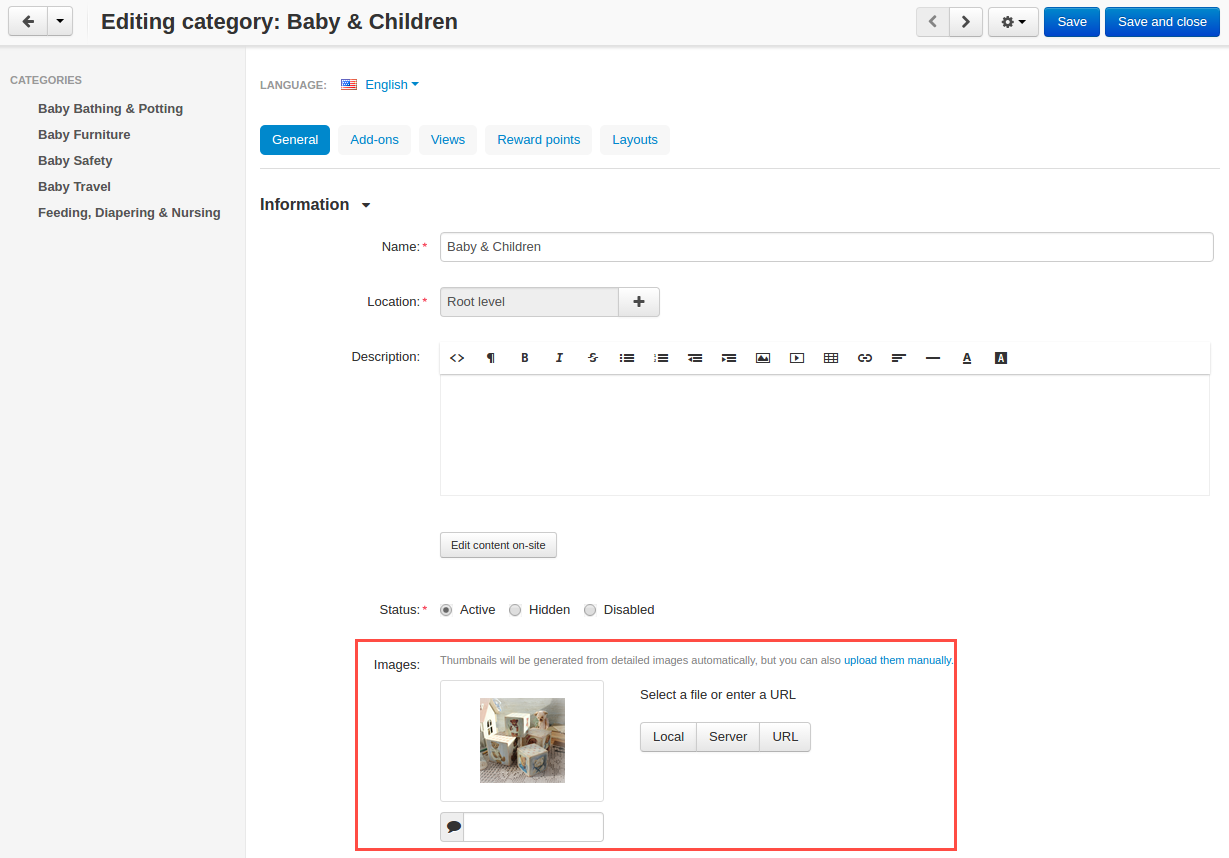 Editing category: Baby & Children
Save
Save and close
CATEGORIES
Baby Bathing & Potting
Baby Furniture
Baby Safety
Baby Travel
Feeding, Diapering & Nursing
LANGUAGE: English
General Add-ons Views Reward points Layouts
Information
Name:* Baby & Children
Location:* Root level
Description:
Edit content on-site
Status:* Active Hidden Disabled
Images: Thumbnails will be generated from detailed images automatically, but you can also upload them manually.
Select a file or enter a URL
Local Server URL